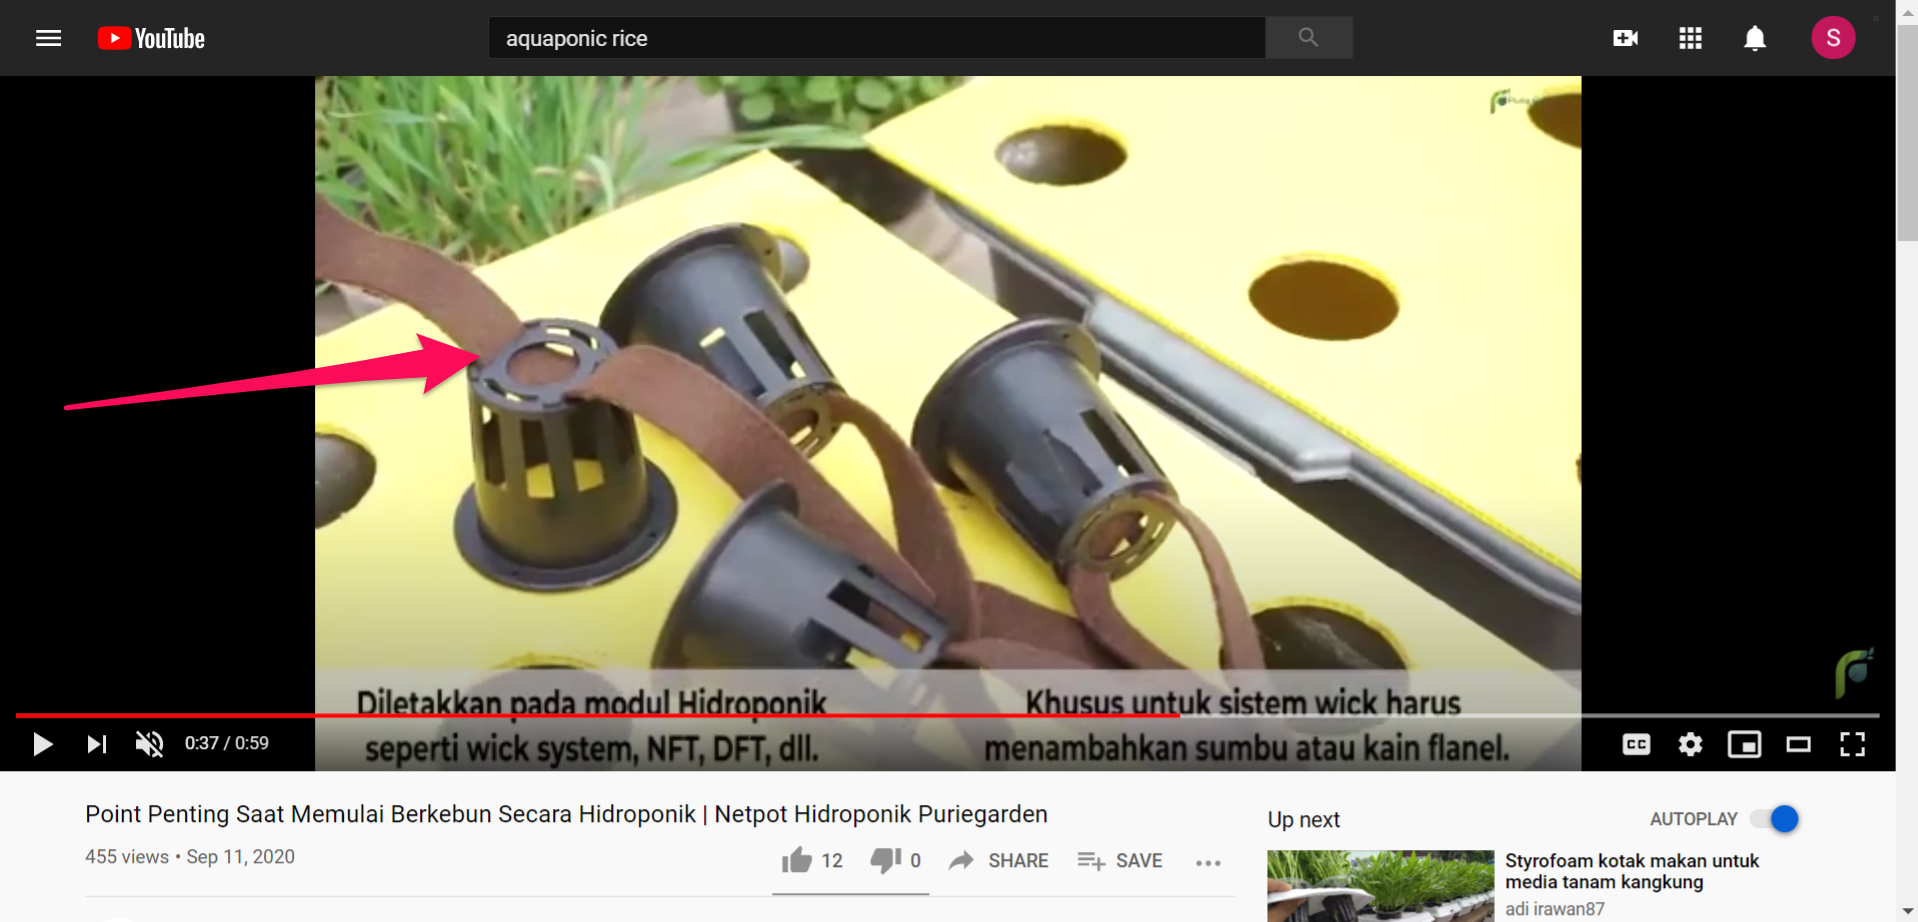 YouTube
aquaponic rice
S
Diletakkan pada modul Hidroponik
seperti wick system, NFT, DFT, dll.
Khusus untuk sistem wick harus
menambahkan sumbu atau kain flanel.
0:37 / 0:59
CC
Point Penting Saat Memulai Berkebun Secara Hidroponik | Netpot Hidroponik Puriegarden
455 views • Sep 11, 2020
12
0
SHARE
SAVE
Up next
AUTOPLAY
Styrofoam kotak makan untuk
media tanam kangkung
adi irawan87